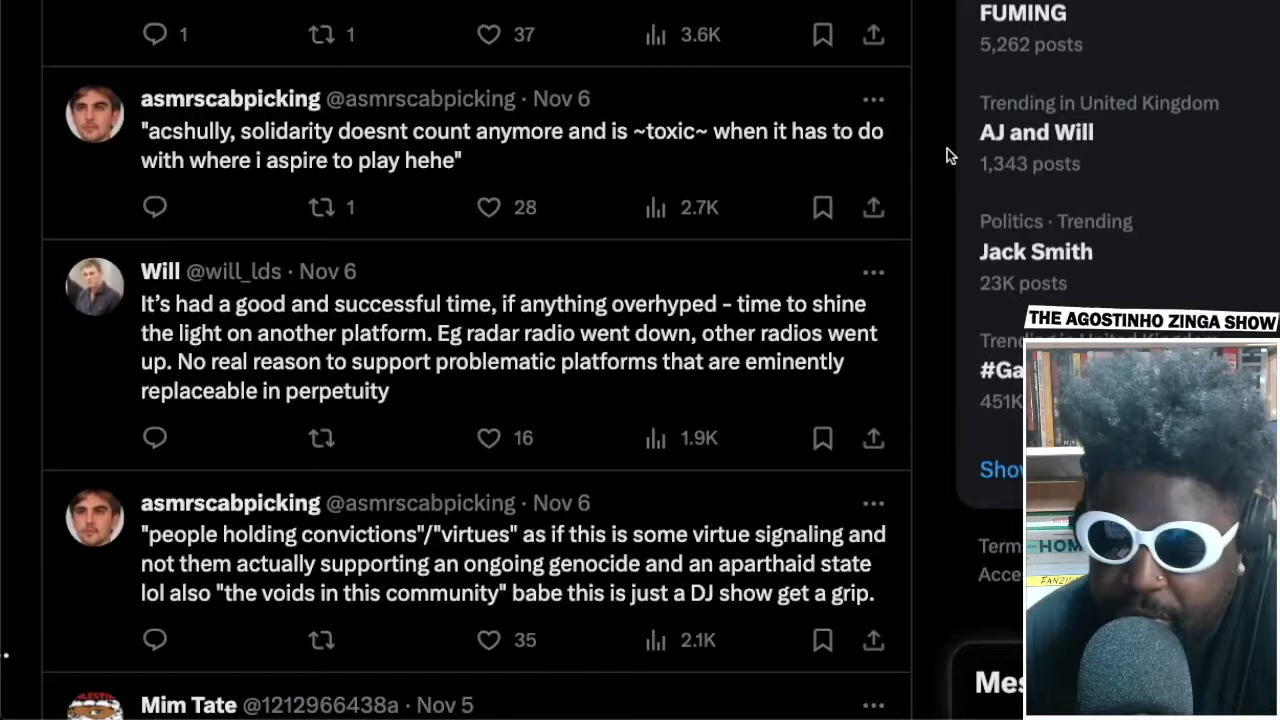 1 1 37 3.6K
asmrscabpicking @asmrscabpicking · Nov 6
"acshully, solidarity doesnt count anymore and is ~toxic~ when it has to do
with where i aspire to play hehe"
1 28 2.7K
Will @will_lds · Nov 6
It's had a good and successful time, if anything overhyped - time to shine
the light on another platform. Eg radar radio went down, other radios went
up. No real reason to support problematic platforms that are eminently
replaceable in perpetuity
16 1.9K
asmrscabpicking @asmrscabpicking · Nov 6
"people holding convictions"/"virtues" as if this is some virtue signaling and
not them actually supporting an ongoing genocide and an aparthaid state
lol also "the voids in this community" babe this is just a DJ show get a grip.
35 2.1K
Mim Tate @1212966438a · Nov 5
FUMING
5,262 posts
Trending in United Kingdom
AJ and Will
1,343 posts
Politics · Trending
Jack Smith
23K posts
THE AGOSTINHO ZINGA SHOW
#Ga
451K
Sho
Term
Acce
HOM
Mes